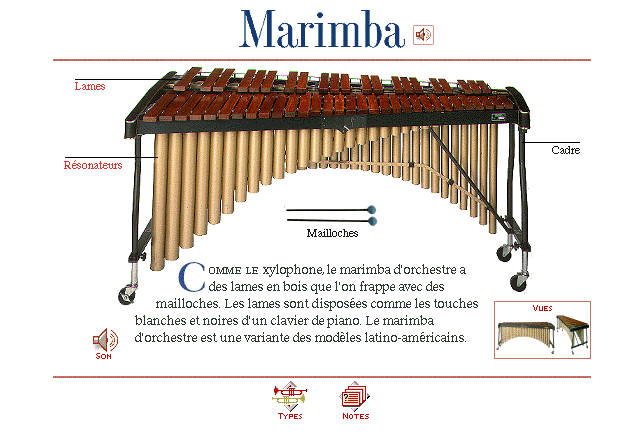 Marimba
Lames
Résonateurs
Cadre
Mailloches
COMME LE xylophone, le marimba d'orchestre a
des lames en bois que l'on frappe avec des
mailloches. Les lames sont disposées comme les touches
blanches et noires d'un clavier de piano. Le marimba
d'orchestre est une variante des modèles latino-américains.
VUES
SON
TYPES
NOTES